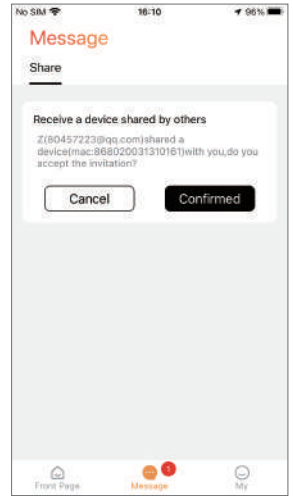 No SIM 16:10 96%
Message
Share
Receive a device shared by others
Z(80457223@qq.com)shared a
device(mac:868020031310161)with you,do you
accept the invitation?
Cancel Confirmed
1
Front Page Message My